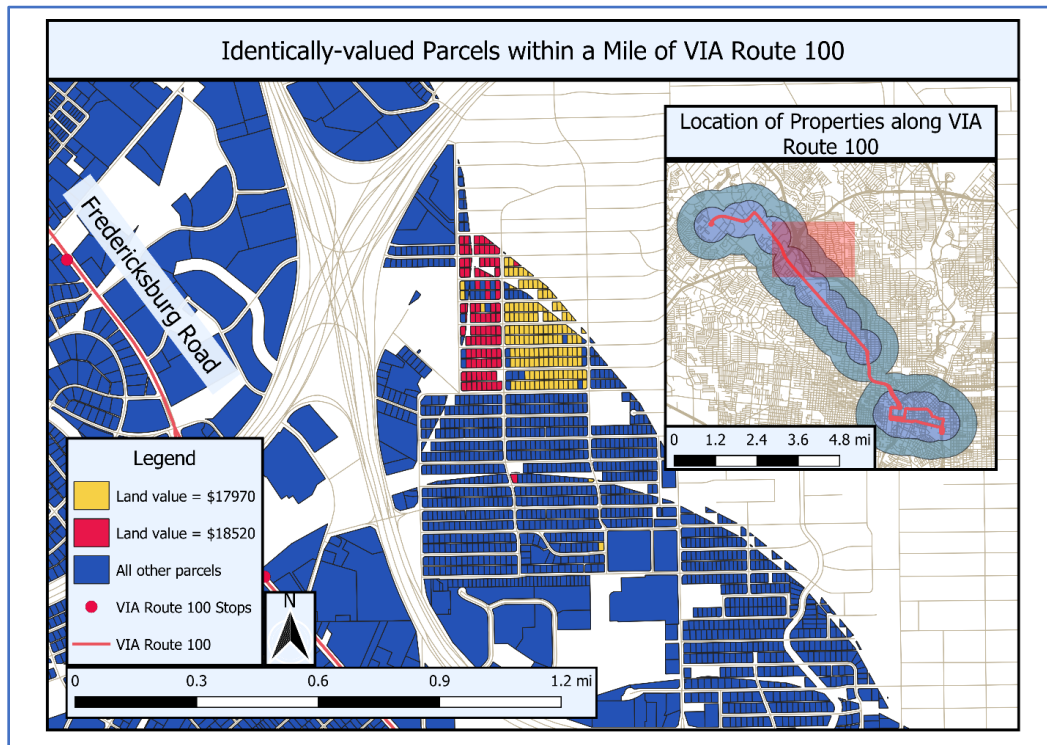 Identically-valued Parcels within a Mile of VIA Route 100
Location of Properties along VIA
Route 100
0 1.2 2.4 3.6 4.8 mi
Fredericksburg Road
Legend
Land value = $17970
Land value = $18520
All other parcels
VIA Route 100 Stops
VIA Route 100
N
0 0.3 0.6 0.9 1.2 mi